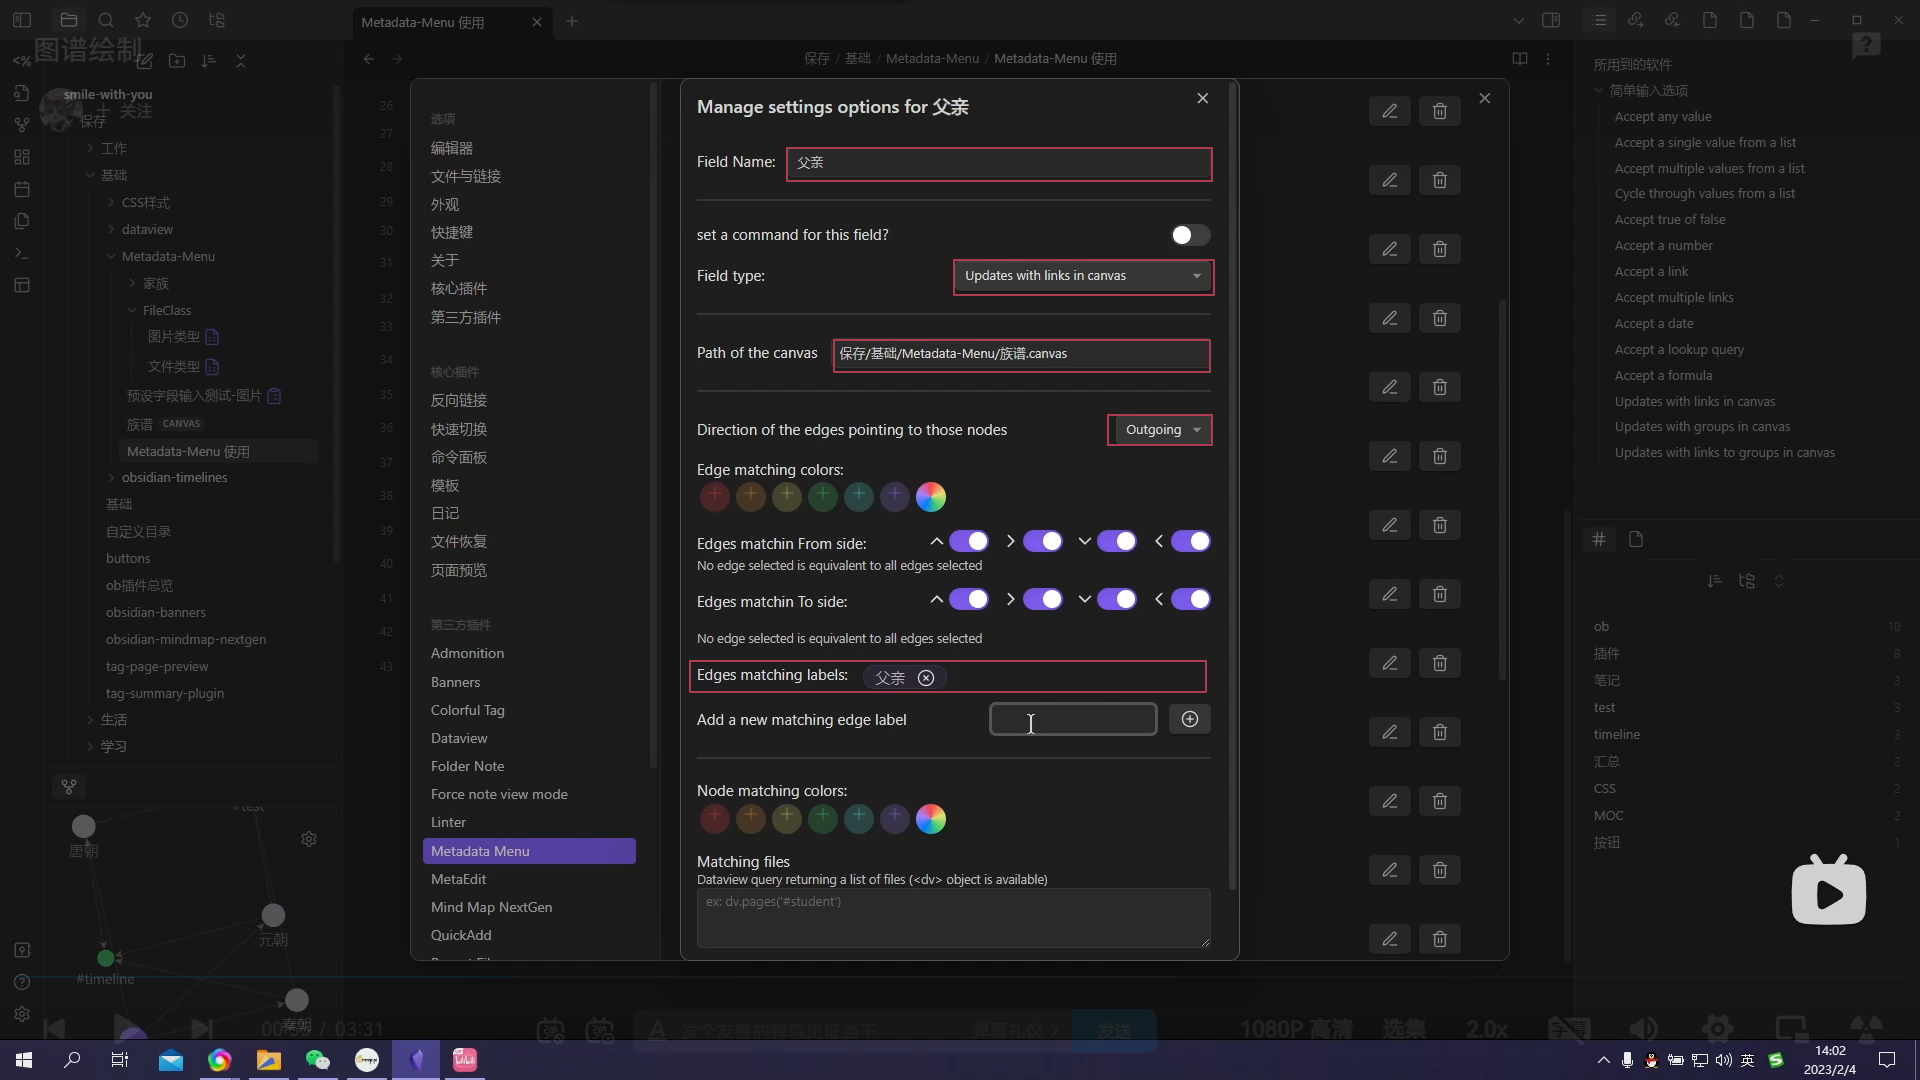 Metadata-Menu 使用
图谱绘制
smile-with-you
关注
保存
工作
基础
CSS样式
dataview
Metadata-Menu
家族
FileClass
图片类型
文件类型
预设字段输入测试-图片
族谱 CANVAS
Metadata-Menu 使用
obsidian-timelines
基础
自定义目录
buttons
ob插件总览
obsidian-banners
obsidian-mindmap-nextgen
tag-page-preview
tag-summary-plugin
生活
学习
#test
唐朝
元朝
#timeline
秦朝
保存 / 基础 / Metadata-Menu / Metadata-Menu 使用
26
27
28
29
30
31
32
33
34
35
36
37
38
39
40
41
42
43
选项
编辑器
文件与链接
外观
快捷键
关于
核心插件
第三方插件
核心插件
反向链接
快速切换
命令面板
模板
日记
文件恢复
页面预览
第三方插件
Admonition
Banners
Colorful Tag
Dataview
Folder Note
Force note view mode
Linter
Metadata Menu
MetaEdit
Mind Map NextGen
QuickAdd
Manage settings options for 父亲
Field Name: 父亲
set a command for this field?
Field type: Updates with links in canvas
Path of the canvas 保存/基础/Metadata-Menu/族谱.canvas
Direction of the edges pointing to those nodes Outgoing
Edge matching colors:
Edges matchin From side:
No edge selected is equivalent to all edges selected
Edges matchin To side:
No edge selected is equivalent to all edges selected
Edges matching labels: 父亲
Add a new matching edge label
Node matching colors:
Matching files
Dataview query returning a list of files (<dv> object is available)
ex: dv.pages('#student')
所用到的软件
简单输入选项
Accept any value
Accept a single value from a list
Accept multiple values from a list
Cycle through values from a list
Accept true of false
Accept a number
Accept a link
Accept multiple links
Accept a date
Accept a lookup query
Accept a formula
Updates with links in canvas
Updates with groups in canvas
Updates with links to groups in canvas
ob 10
插件 8
笔记 3
test 3
timeline 3
汇总 2
CSS 2
MOC 2
按钮 1
/ 03:31
发个友善的弹幕见证当下
弹幕礼仪 >
发送
1080P 高清
选集
2.0x
字幕
英
14:02
2023/2/4